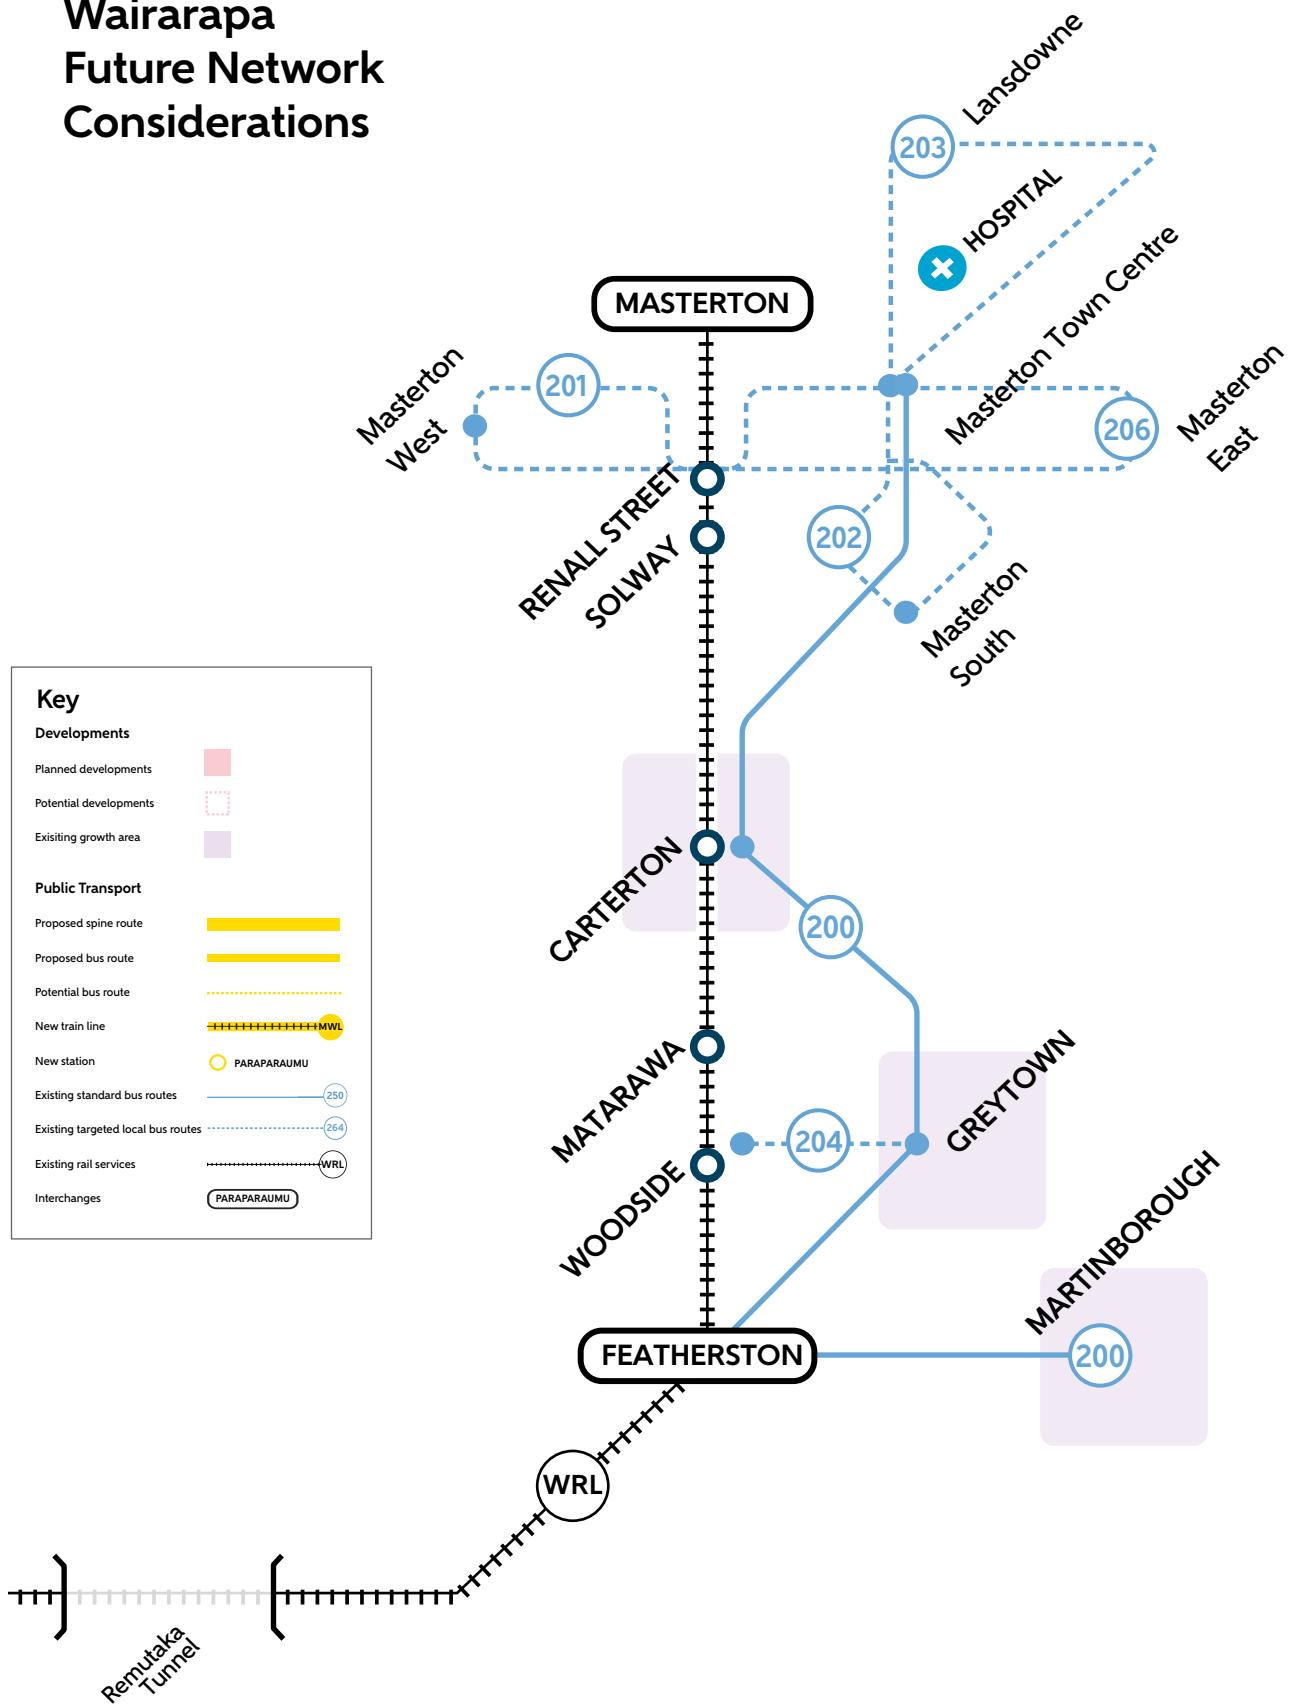 Wairarapa
Future Network
Considerations
Lansdowne
203
HOSPITAL
Masterton Town Centre
MASTERTON
Masterton
West
201
206
Masterton
East
RENALL STREET
SOLWAY
202
Masterton
South
Key
Developments
Planned developments
Potential developments
Exisiting growth area
Public Transport
Proposed spine route
Proposed bus route
Potential bus route
New train line
MWL
New station
PARAPARAUMU
Existing standard bus routes
250
Existing targeted local bus routes
264
Existing rail services
WRL
Interchanges
PARAPARAUMU
CARTERTON
200
MATARAWA
GREYTOWN
204
WOODSIDE
MARTINBOROUGH
FEATHERSTON
200
WRL
Remutaka
Tunnel